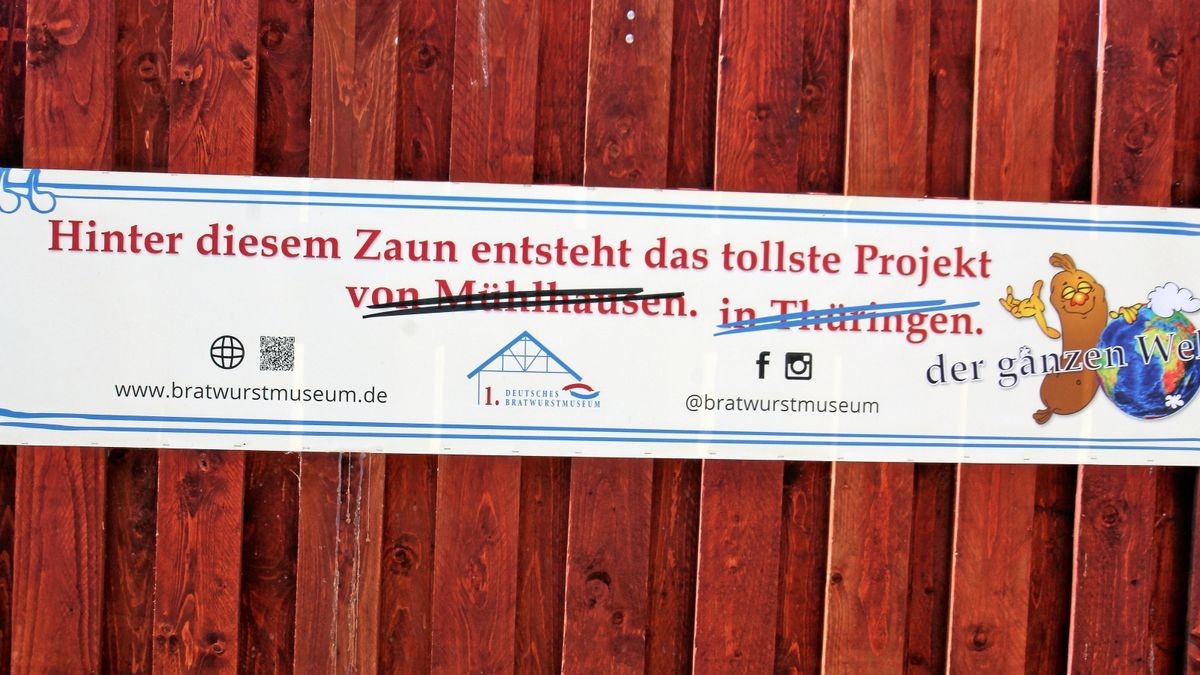 Hinter diesem Zaun entsteht das tollste Projekt
von Mühlhausen. in Thüringen.
der ganzen Wel
www.bratwurstmuseum.de
1. DEUTSCHES
BRATWURSTMUSEUM
@bratwurstmuseum